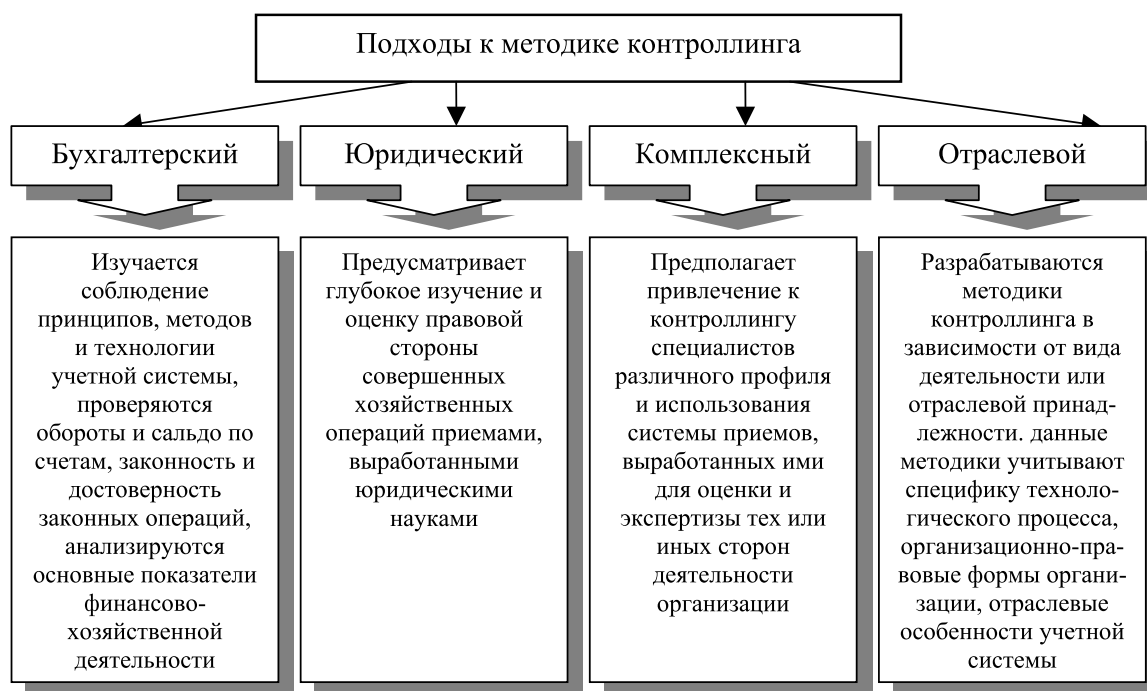 Подходы к методике контроллинга
Бухгалтерский
Юридический
Комплексный
Отраслевой
Изучается
соблюдение
принципов, методов
и технологии
учетной системы,
проверяются
обороты и сальдо по
счетам, законность и
достоверность
законных операций,
анализируются
основные показатели
финансово-
хозяйственной
деятельности
Предусматривает
глубокое изучение и
оценку правовой
стороны
совершенных
хозяйственных
операций приемами,
выработанными
юридическими
науками
Предполагает
привлечение к
контроллингу
специалистов
различного профиля
и использования
системы приемов,
выработанных ими
для оценки и
экспертизы тех или
иных сторон
деятельности
организации
Разрабатываются
методики
контроллинга в
зависимости от вида
деятельности или
отраслевой принад-
лежности. данные
методики учитывают
специфику техноло-
гического процесса,
организационно-пра-
вовые формы органи-
зации, отраслевые
особенности учетной
системы